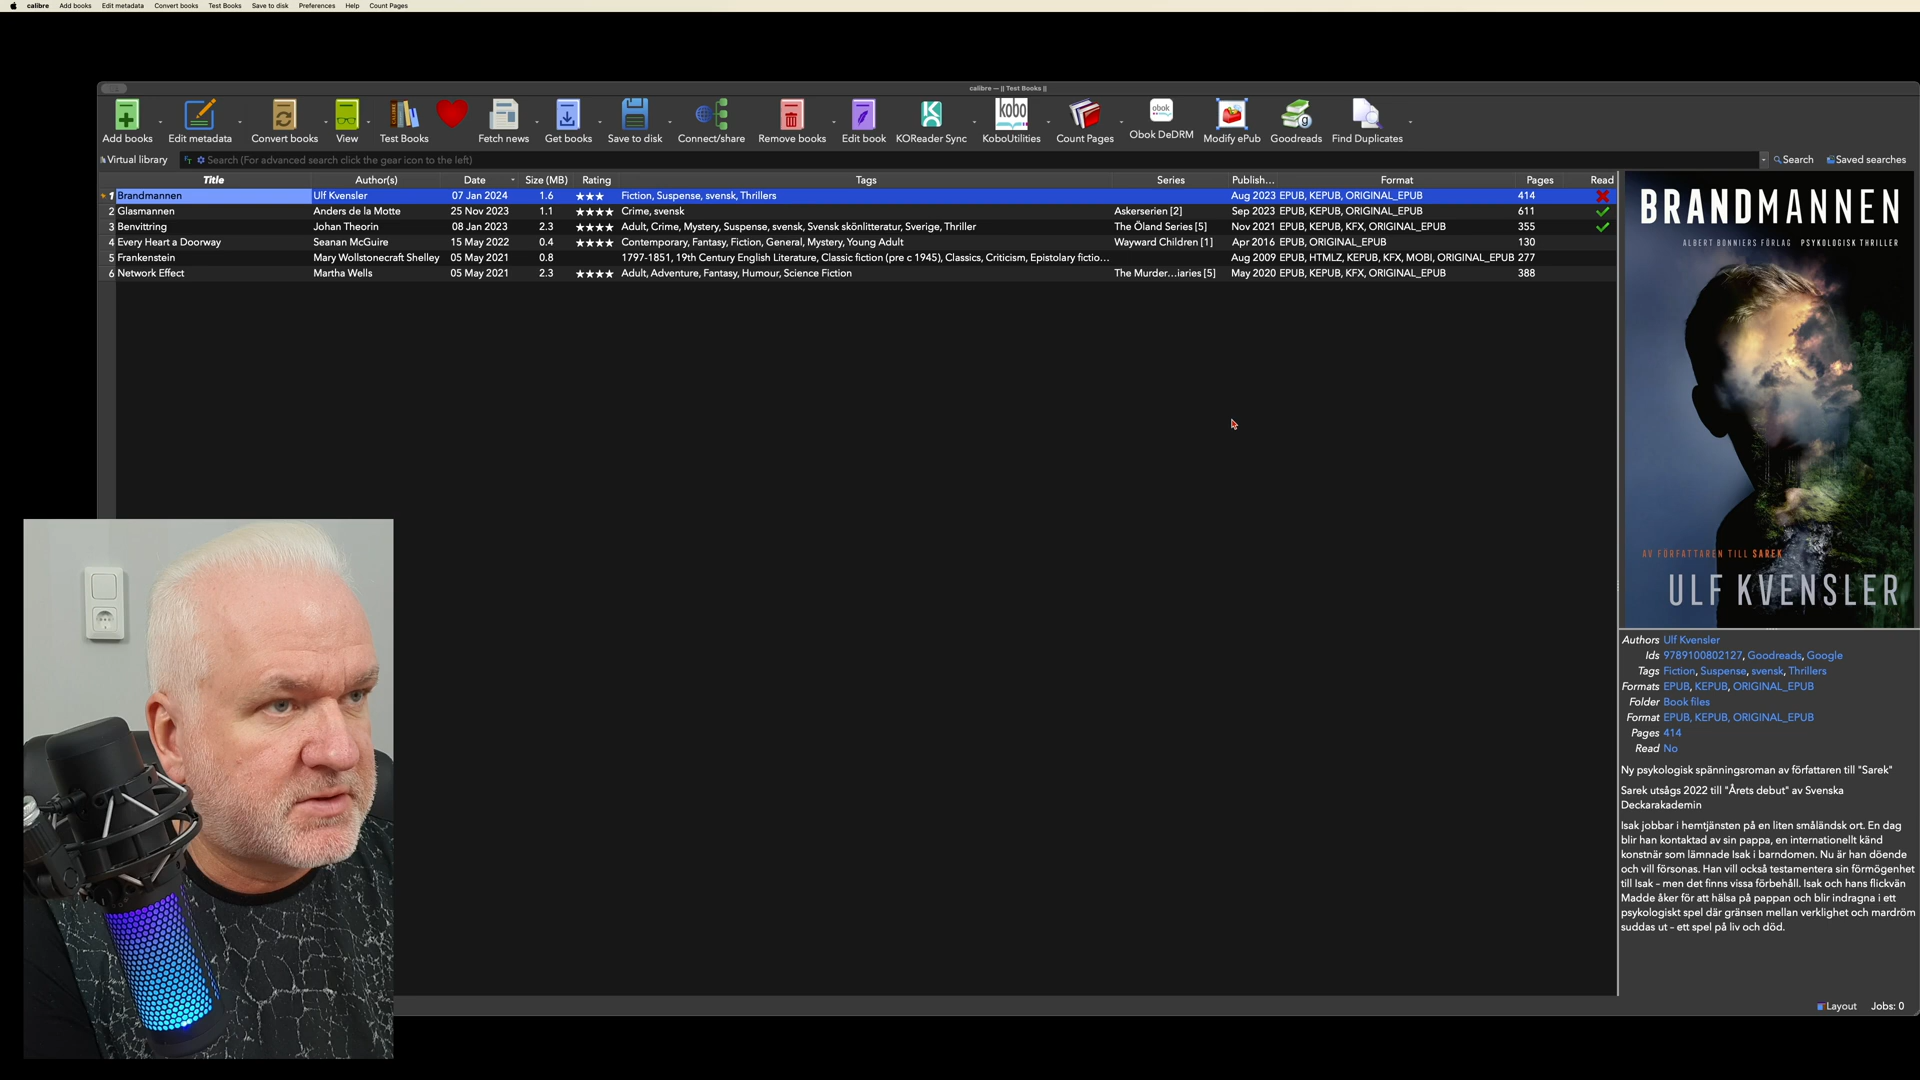 calibre Add books Edit metadata Convert books Test Books Save to disk Preferences Help Count Pages
calibre — || Test Books ||
Add books Edit metadata Convert books View Test Books Fetch news Get books Save to disk Connect/share Remove books Edit book KOReader Sync KoboUtilities Count Pages Obok DeDRM Modify ePub Goodreads Find Duplicates
CALIBRE
kobo
obok
Virtual library Search (For advanced search click the gear icon to the left) Search Saved searches
Title Author(s) Date Size (MB) Rating Tags Series Publish... Format Pages Read
1 Brandmannen Ulf Kvensler 07 Jan 2024 1.6 ★★★ Fiction, Suspense, svensk, Thrillers Aug 2023 EPUB, KEPUB, ORIGINAL_EPUB 414
2 Glasmannen Anders de la Motte 25 Nov 2023 1.1 ★★★★ Crime, svensk Askerserien [2] Sep 2023 EPUB, KEPUB, ORIGINAL_EPUB 611
3 Benvittring Johan Theorin 08 Jan 2023 2.3 ★★★★ Adult, Crime, Mystery, Suspense, svensk, Svensk skönlitteratur, Sverige, Thriller The Öland Series [5] Nov 2021 EPUB, KEPUB, KFX, ORIGINAL_EPUB 355
4 Every Heart a Doorway Seanan McGuire 15 May 2022 0.4 ★★★★ Contemporary, Fantasy, Fiction, General, Mystery, Young Adult Wayward Children [1] Apr 2016 EPUB, ORIGINAL_EPUB 130
5 Frankenstein Mary Wollstonecraft Shelley 05 May 2021 0.8 1797-1851, 19th Century English Literature, Classic fiction (pre c 1945), Classics, Criticism, Epistolary fictio... Aug 2009 EPUB, HTMLZ, KEPUB, KFX, MOBI, ORIGINAL_EPUB 277
6 Network Effect Martha Wells 05 May 2021 2.3 ★★★★ Adult, Adventure, Fantasy, Humour, Science Fiction The Murder...iaries [5] May 2020 EPUB, KEPUB, KFX, ORIGINAL_EPUB 388
BRANDMANNEN
ALBERT BONNIERS FÖRLAG PSYKOLOGISK THRILLER
AV FÖRFATTAREN TILL SAREK
ULF KVENSLER
Authors Ulf Kvensler
Ids 9789100802127, Goodreads, Google
Tags Fiction, Suspense, svensk, Thrillers
Formats EPUB, KEPUB, ORIGINAL_EPUB
Folder Book files
Format EPUB, KEPUB, ORIGINAL_EPUB
Pages 414
Read No
Ny psykologisk spänningsroman av författaren till "Sarek"
Sarek utsågs 2022 till "Årets debut" av Svenska
Deckarakademin
Isak jobbar i hemtjänsten på en liten småländsk ort. En dag
blir han kontaktad av sin pappa, en internationellt känd
konstnär som lämnade Isak i barndomen. Nu är han döende
och vill försonas. Han vill också testamentera sin förmögenhet
till Isak – men det finns vissa förbehåll. Isak och hans flickvän
Madde åker för att hälsa på pappan och blir indragna i ett
psykologiskt spel där gränsen mellan verklighet och mardröm
suddas ut – ett spel på liv och död.
Layout Jobs: 0